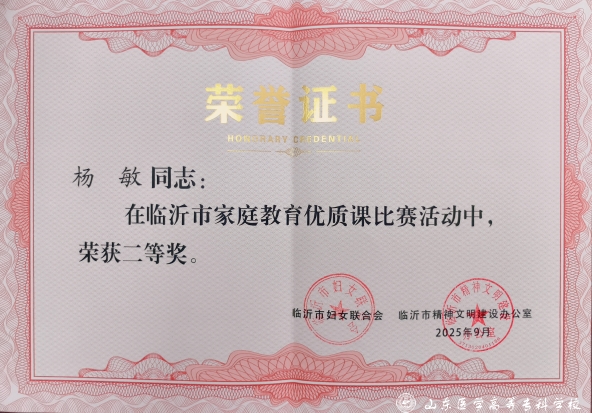 荣誉证书
HONORARY CREDENTIAL
杨 敏同志：
在临沂市家庭教育优质课比赛活动中，
荣获二等奖。
临沂市妇女联合会 临沂市精神文明建设办公室
2025年9月
山东医学高等专科学校